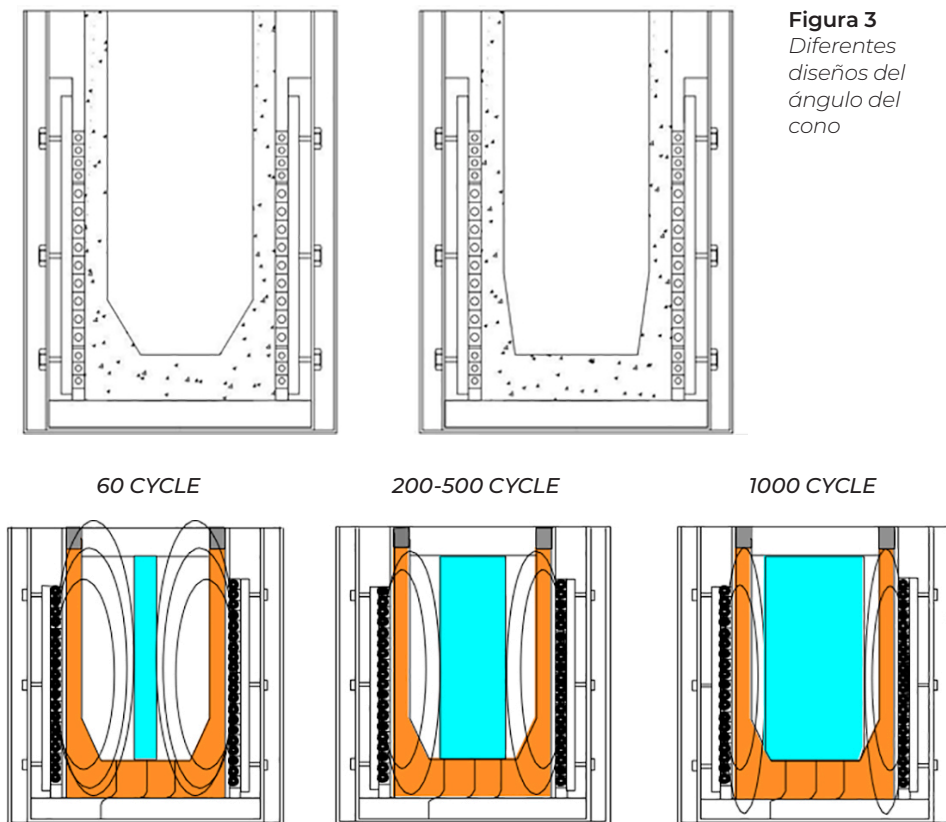 Figura 3
Diferentes
diseños del
ángulo del
cono
60 CYCLE
200-500 CYCLE
1000 CYCLE